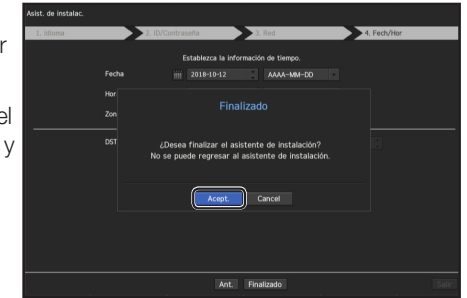 Asist. de instalac.
1. Idioma 2. ID/Contraseña 3. Red 4. Fech/Hor
r
Establezca la información de tiempo.
Fecha 2018-10-12 AAAA-MM-DD
Hor.
el
Zon
y
DST
Finalizado
¿Desea finalizar el asistente de instalación?
No se puede regresar al asistente de instalación.
Acept. Cancel
Ant. Finalizado Salir